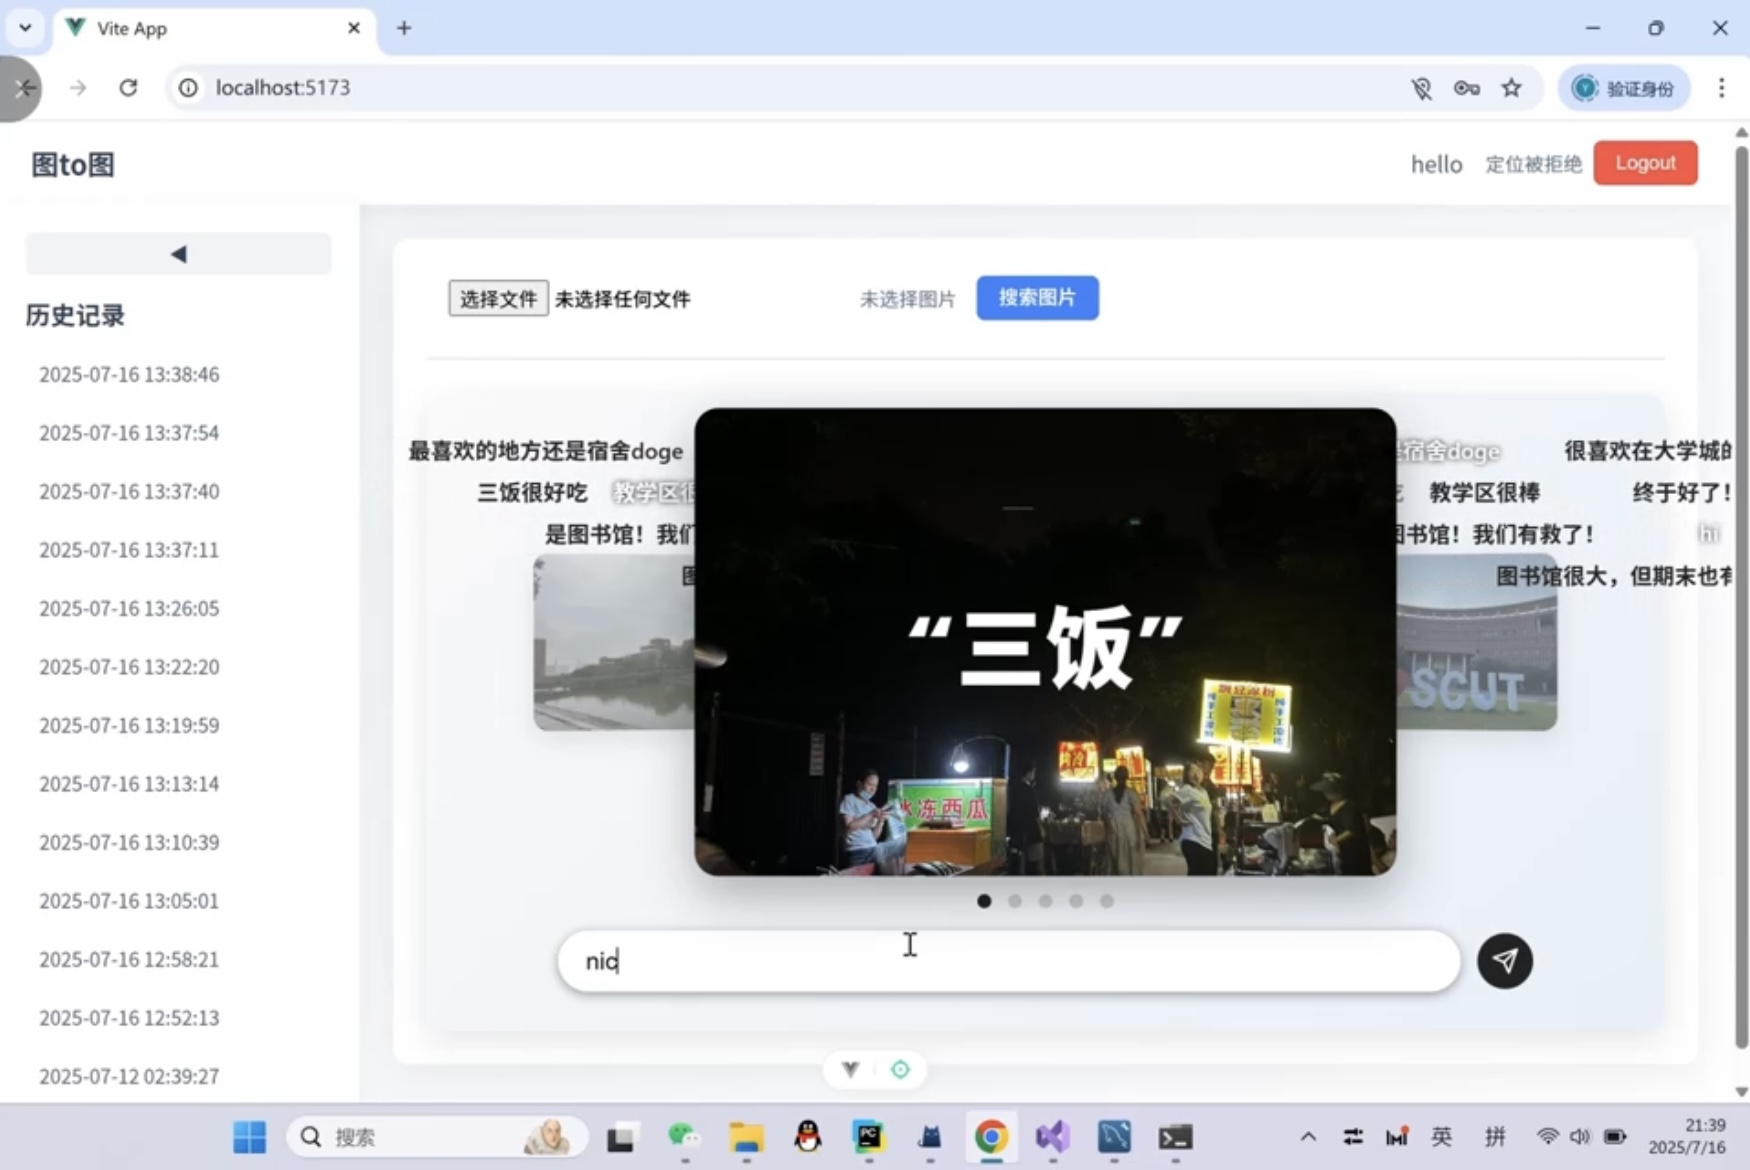 Vite App
localhost:5173
验证身份
图to图
hello 定位被拒绝 Logout
历史记录
2025-07-16 13:38:46
2025-07-16 13:37:54
2025-07-16 13:37:40
2025-07-16 13:37:11
2025-07-16 13:26:05
2025-07-16 13:22:20
2025-07-16 13:19:59
2025-07-16 13:13:14
2025-07-16 13:10:39
2025-07-16 13:05:01
2025-07-16 12:58:21
2025-07-16 12:52:13
2025-07-12 02:39:27
选择文件 未选择任何文件 未选择图片 搜索图片
最喜欢的地方还是宿舍doge 宿舍doge 很喜欢在大学城
三饭很好吃 教学区 教学区很棒 终于好了！
是图书馆！我们 书馆！我们有救了！ hi
图书馆很大，但期末也
“三饭”
SCUT
冰冻西瓜
nic
搜索
PC
英 拼
21:39
2025/7/16